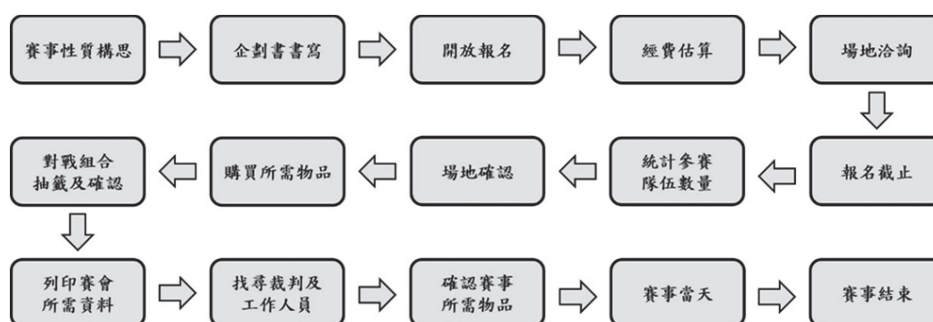 賽事性質構思
企劃書書寫
開放報名
經費估算
場地洽詢
報名截止
統計參賽
隊伍數量
場地確認
購買所需物品
對戰組合
抽籤及確認
列印賽會
所需資料
找尋裁判及
工作人員
確認賽事
所需物品
賽事當天
賽事結束